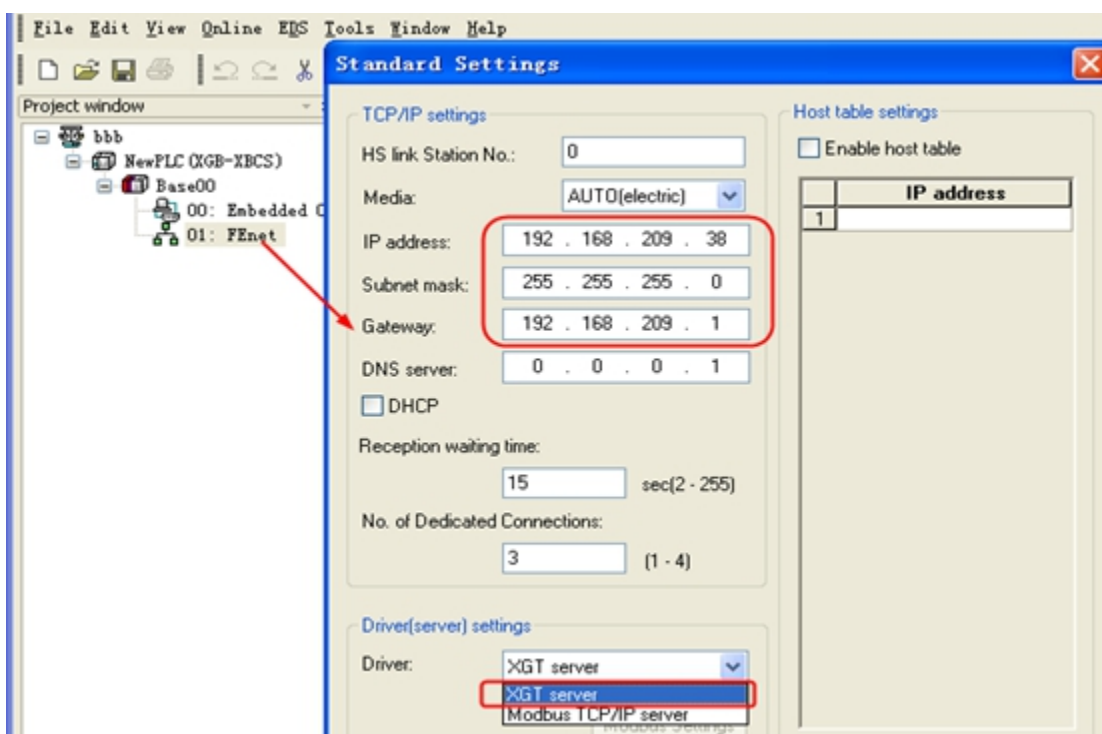 File Edit View Online EDS Tools Window Help
Project window
bbb
NewPLC(XGB-XBCS)
Base00
00: Embedded
01: FEnet
Standard Settings
TCP/IP settings
HS link Station No.: 0
Media: AUTO(electric)
IP address: 192 . 168 . 209 . 38
Subnet mask: 255 . 255 . 255 . 0
Gateway: 192 . 168 . 209 . 1
DNS server: 0 . 0 . 0 . 1
DHCP
Reception waiting time:
15 sec(2 - 255)
No. of Dedicated Connections:
3 (1 - 4)
Driver(server) settings
Driver: XGT server
XGT server
Modbus TCP/IP server
Modbus Settings
Host table settings
Enable host table
IP address
1